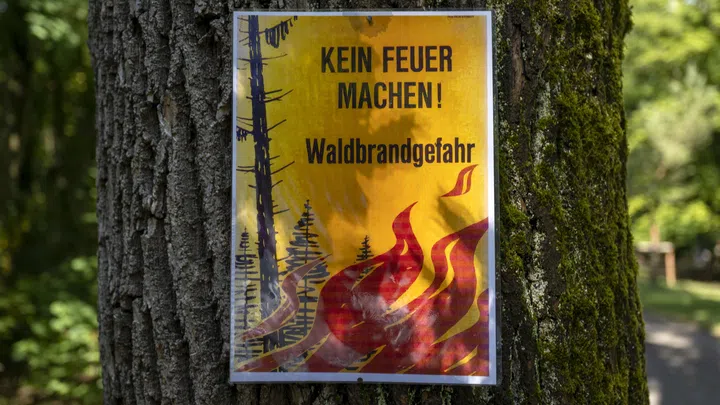 KEIN FEUER
MACHEN!
Waldbrandgefahr